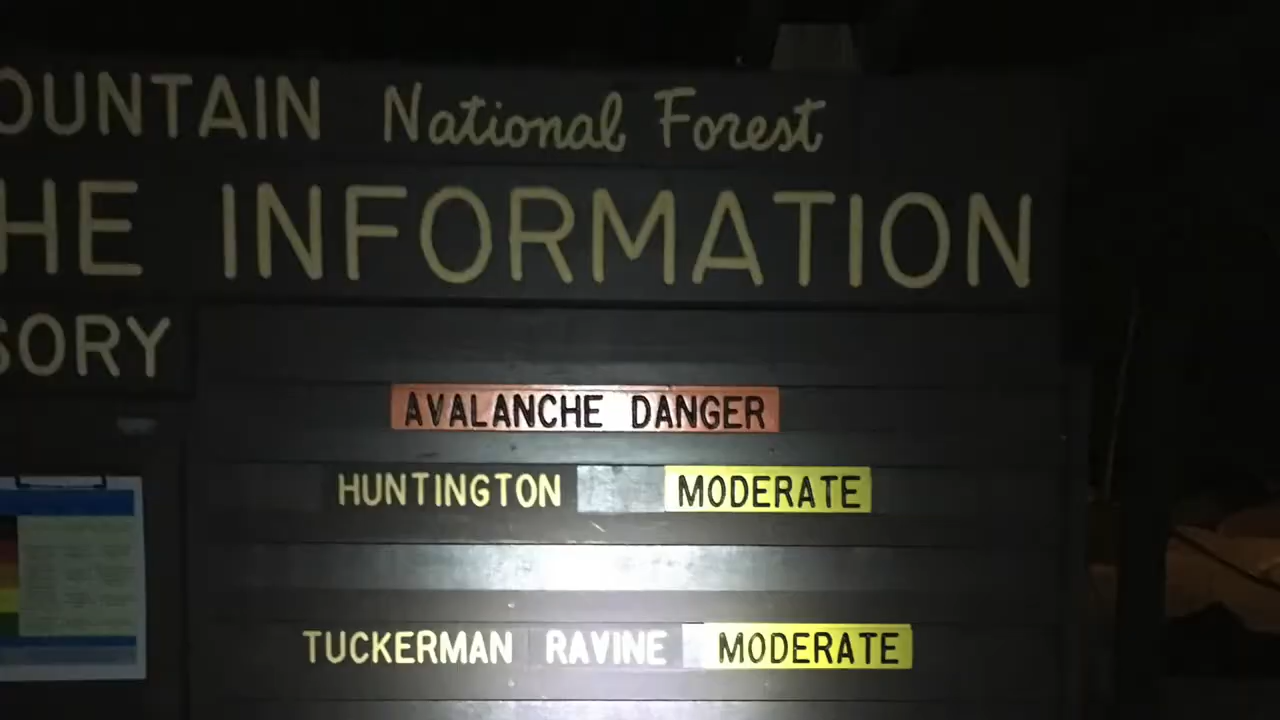 OUNTAIN National Forest
HE INFORMATION
SORY
AVALANCHE DANGER
HUNTINGTON MODERATE
TUCKERMAN RAVINE MODERATE